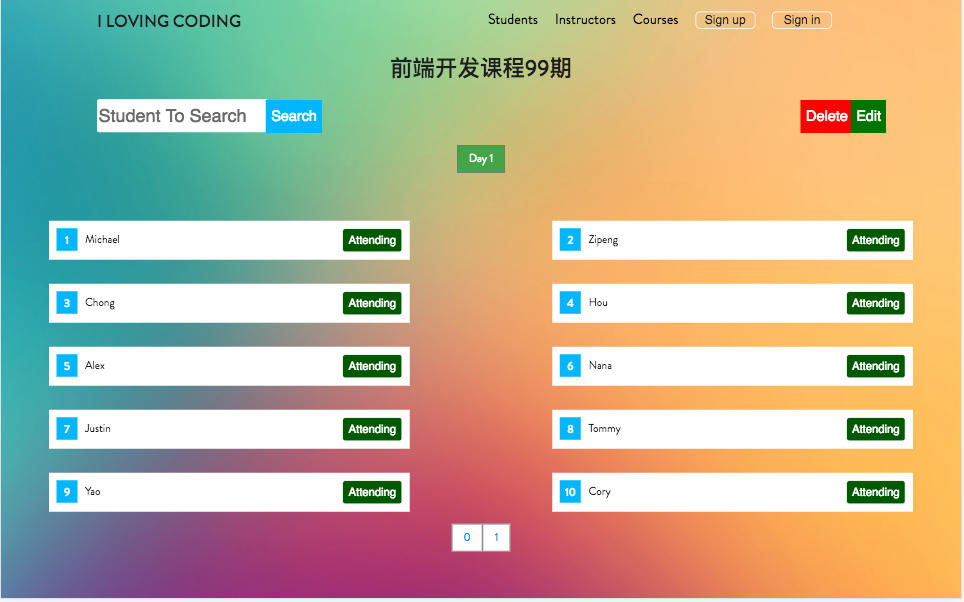 I LOVING CODING Students Instructors Courses Sign up Sign in
前端开发课程99期
Student To Search Search Delete Edit
Day 1
1 Michael Attending 2 Zipeng Attending
3 Chong Attending 4 Hou Attending
5 Alex Attending 6 Nana Attending
7 Justin Attending 8 Tommy Attending
9 Yao Attending 10 Cory Attending
0 1